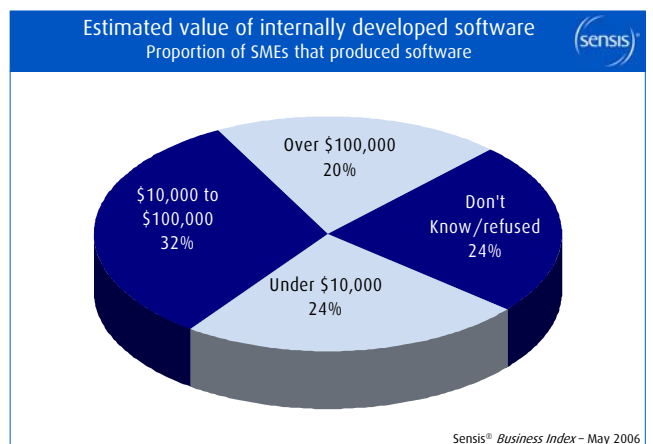 Estimated value of internally developed software
Proportion of SMEs that produced software
sensis®
Over $100,000
20%
$10,000 to
$100,000
32%
Don't
Know/refused
24%
Under $10,000
24%
Sensis® Business Index – May 2006